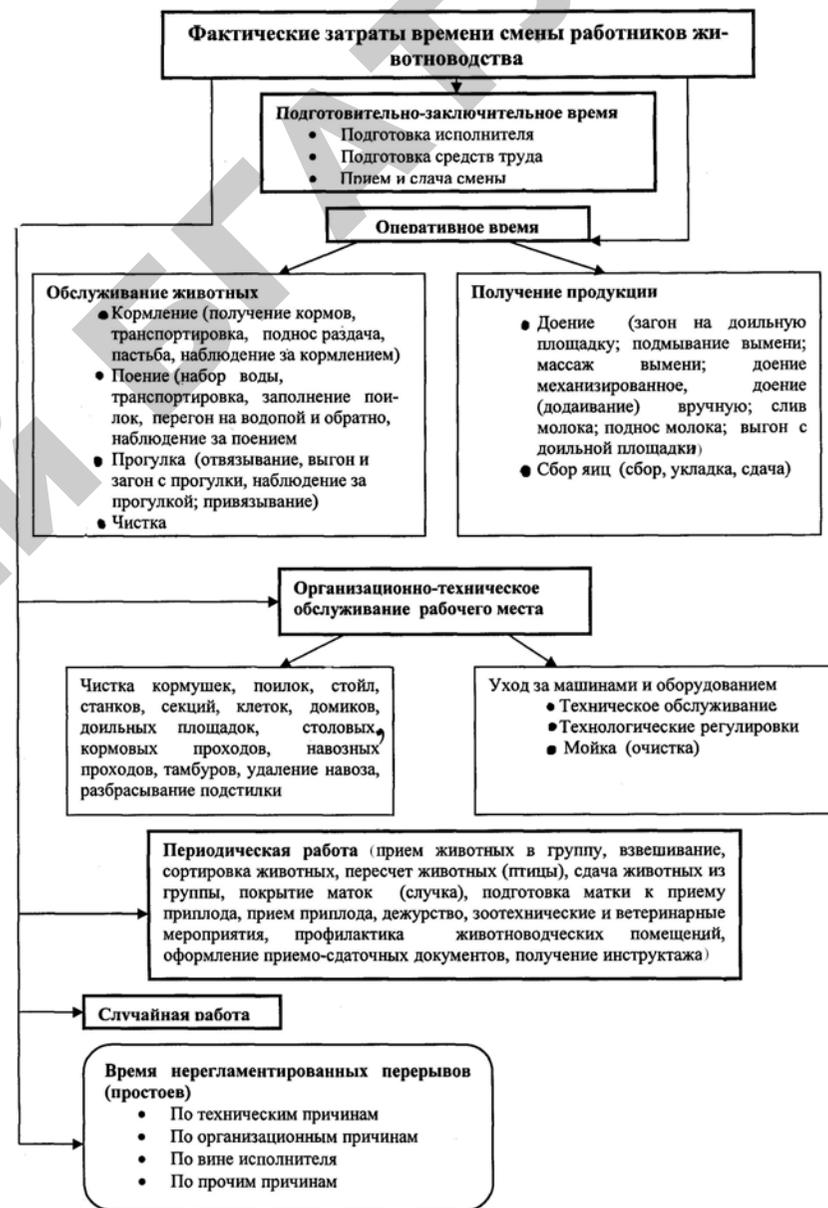 Фактические затраты времени смены работников жи-
вотноводства
Подготовительно-заключительное время
• Подготовка исполнителя
• Подготовка средств труда
• Прием и сдача смены
Оперативное время
Обслуживание животных
• Кормление (получение кормов,
транспортировка, поднос раздача,
пастьба, наблюдение за кормлением)
• Поение (набор воды,
транспортировка, заполнение пои-
лок, перегон на водопой и обратно,
наблюдение за поением
• Прогулка (отвязывание, выгон и
загон с прогулки, наблюдение за
прогулкой; привязывание)
• Чистка
Получение продукции
• Доение (загон на доильную
площадку; подмывание вымени;
массаж вымени; доение
механизированное, доение
(додаивание) вручную; слив
молока; поднос молока; выгон с
доильной площадки)
• Сбор яиц (сбор, укладка, сдача)
Организационно-техническое
обслуживание рабочего места
Чистка кормушек, поилок, стойл,
станков, секций, клеток, домиков,
доильных площадок, столовых,
кормовых проходов, навозных
проходов, тамбуров, удаление навоза,
разбрасывание подстилки
Уход за машинами и оборудованием
• Техническое обслуживание
• Технологические регулировки
• Мойка (очистка)
Периодическая работа (прием животных в группу, взвешивание,
сортировка животных, пересчет животных (птицы), сдача животных из
группы, покрытие маток (случка), подготовка матки к приему
приплода, прием приплода, дежурство, зоотехнические и ветеринарные
мероприятия, профилактика животноводческих помещений,
оформление приемо-сдаточных документов, получение инструктажа)
Случайная работа
Время нерегламентированных перерывов
(простоев)
• По техническим причинам
• По организационным причинам
• По вине исполнителя
• По прочим причинам